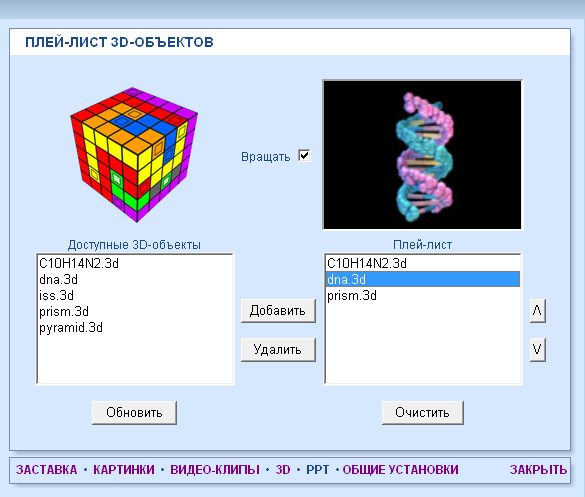 ПЛЕЙ-ЛИСТ 3D-ОБЪЕКТОВ
Вращать
Доступные 3D-объекты
C10H14N2.3d
dna.3d
iss.3d
prism.3d
pyramid.3d
Добавить
Удалить
Плей-лист
C10H14N2.3d
dna.3d
prism.3d
Λ
V
Обновить
Очистить
ЗАСТАВКА • КАРТИНКИ • ВИДЕО-КЛИПЫ • 3D • PPT • ОБЩИЕ УСТАНОВКИ ЗАКРЫТЬ